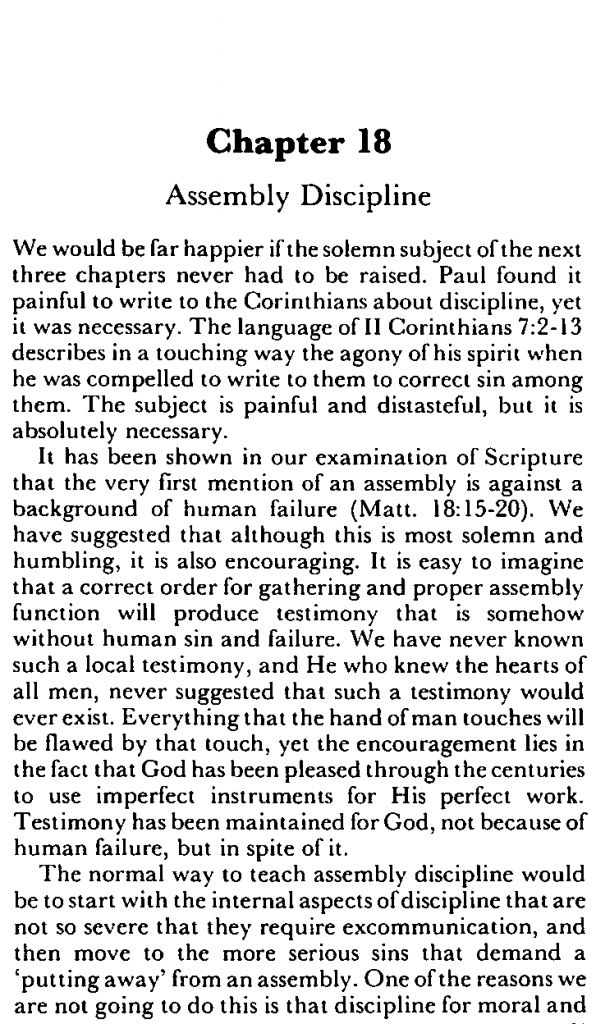 Chapter 18
Assembly Discipline
We would be far happier if the solemn subject of the next
three chapters never had to be raised. Paul found it
painful to write to the Corinthians about discipline, yet
it was necessary. The language of II Corinthians 7:2-13
describes in a touching way the agony of his spirit when
he was compelled to write to them to correct sin among
them. The subject is painful and distasteful, but it is
absolutely necessary.
It has been shown in our examination of Scripture
that the very first mention of an assembly is against a
background of human failure (Matt. 18:15-20). We
have suggested that although this is most solemn and
humbling, it is also encouraging. It is easy to imagine
that a correct order for gathering and proper assembly
function will produce testimony that is somehow
without human sin and failure. We have never known
such a local testimony, and He who knew the hearts of
all men, never suggested that such a testimony would
ever exist. Everything that the hand of man touches will
be flawed by that touch, yet the encouragement lies in
the fact that God has been pleased through the centuries
to use imperfect instruments for His perfect work.
Testimony has been maintained for God, not because of
human failure, but in spite of it.
The normal way to teach assembly discipline would
be to start with the internal aspects of discipline that are
not so severe that they require excommunication, and
then move to the more serious sins that demand a
'putting away' from an assembly. One of the reasons we
are not going to do this is that discipline for moral and